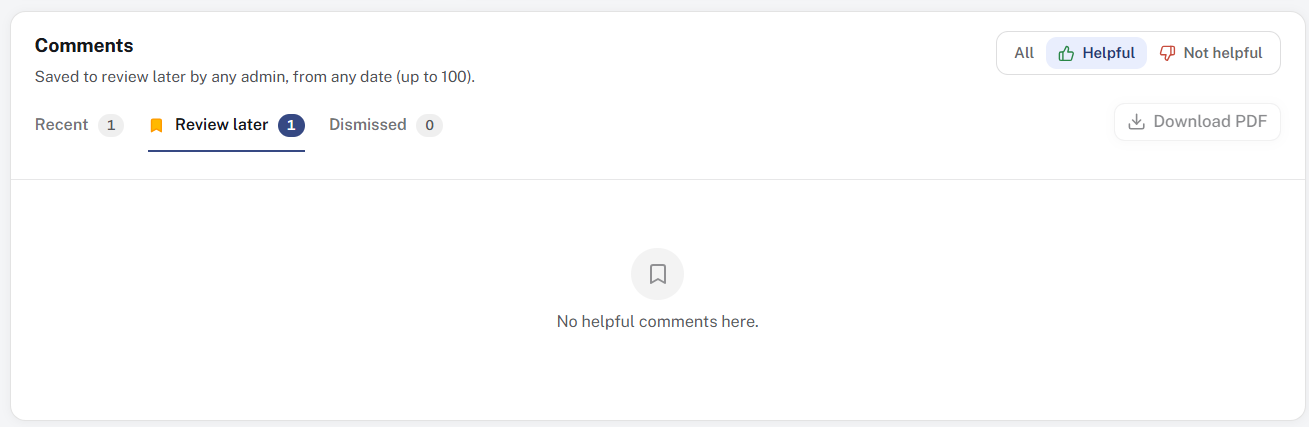 Comments
All Helpful Not helpful
Saved to review later by any admin, from any date (up to 100).
Recent 1 Review later 1 Dismissed 0
Download PDF
No helpful comments here.